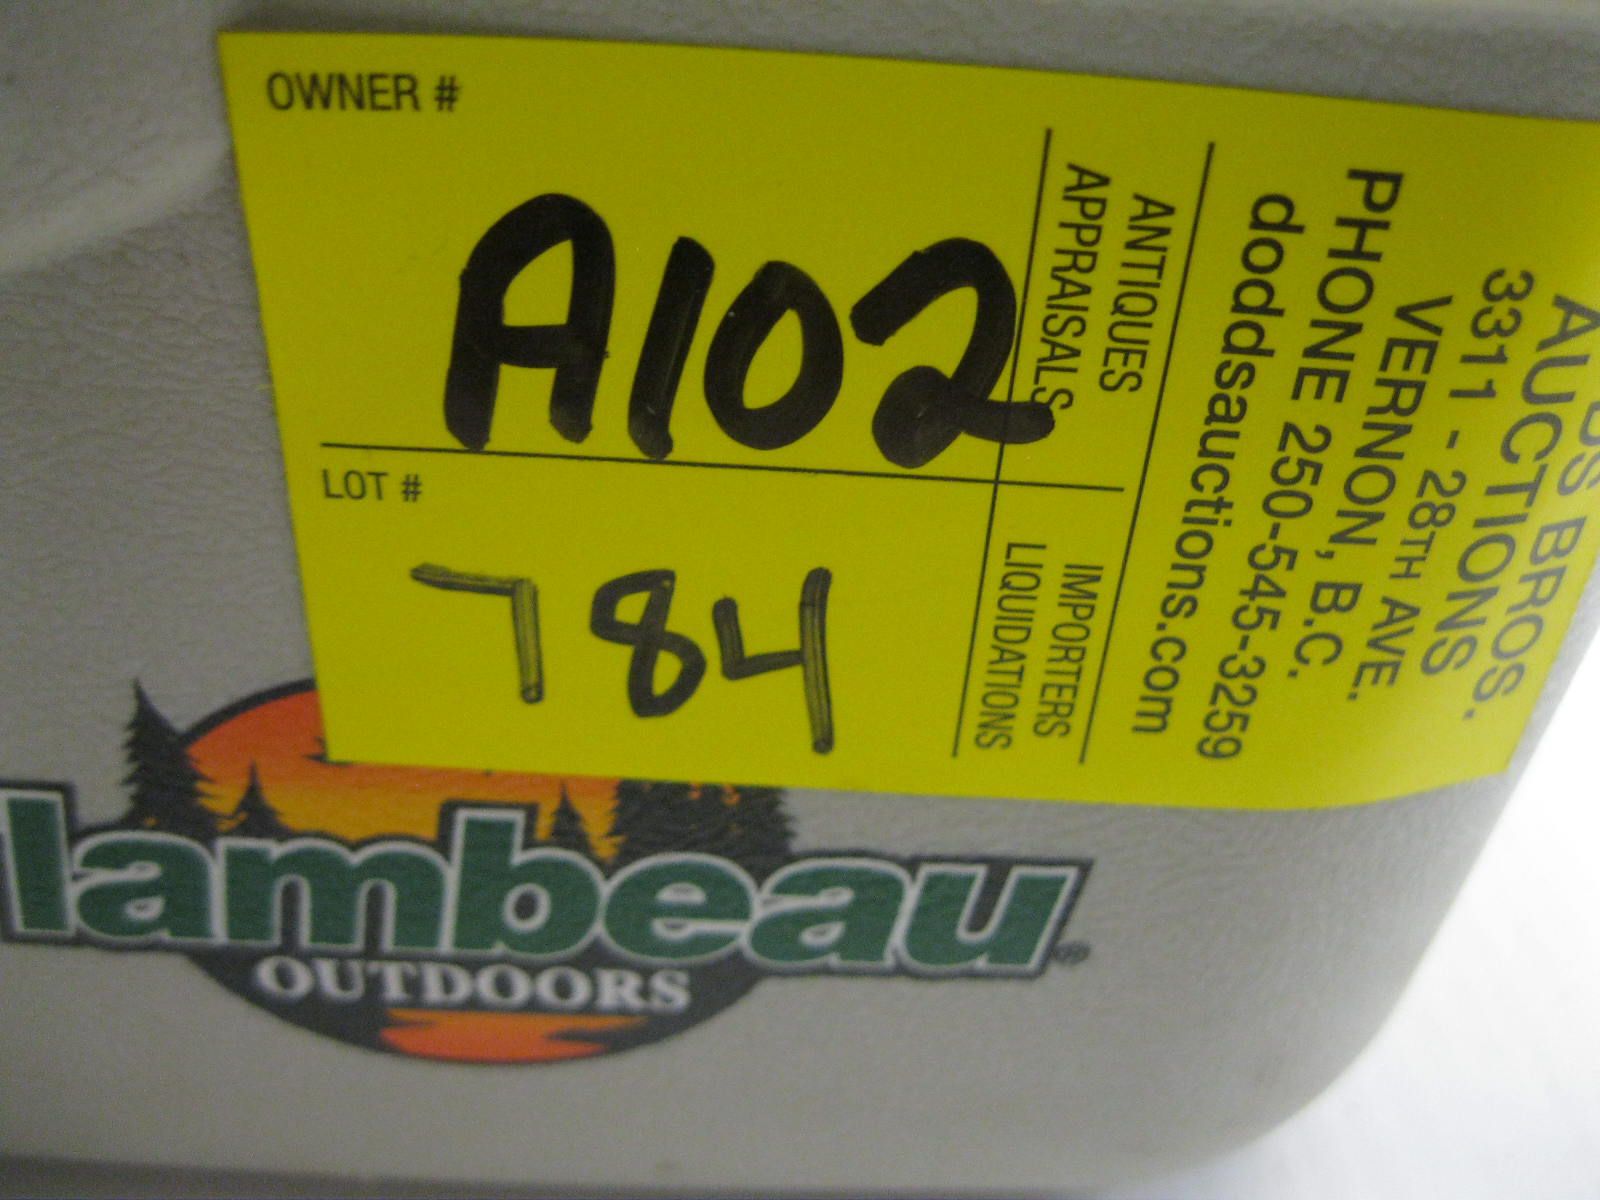 OWNER #
A102
LOT #
784
ANTIQUES
APPRAISALS
IMPORTERS
LIQUIDATIONS
BROS.
AUCTIONS
3311 - 28TH AVE.
VERNON, B.C.
PHONE 250-545-3259
doddsauctions.com
lambeau®
OUTDOORS